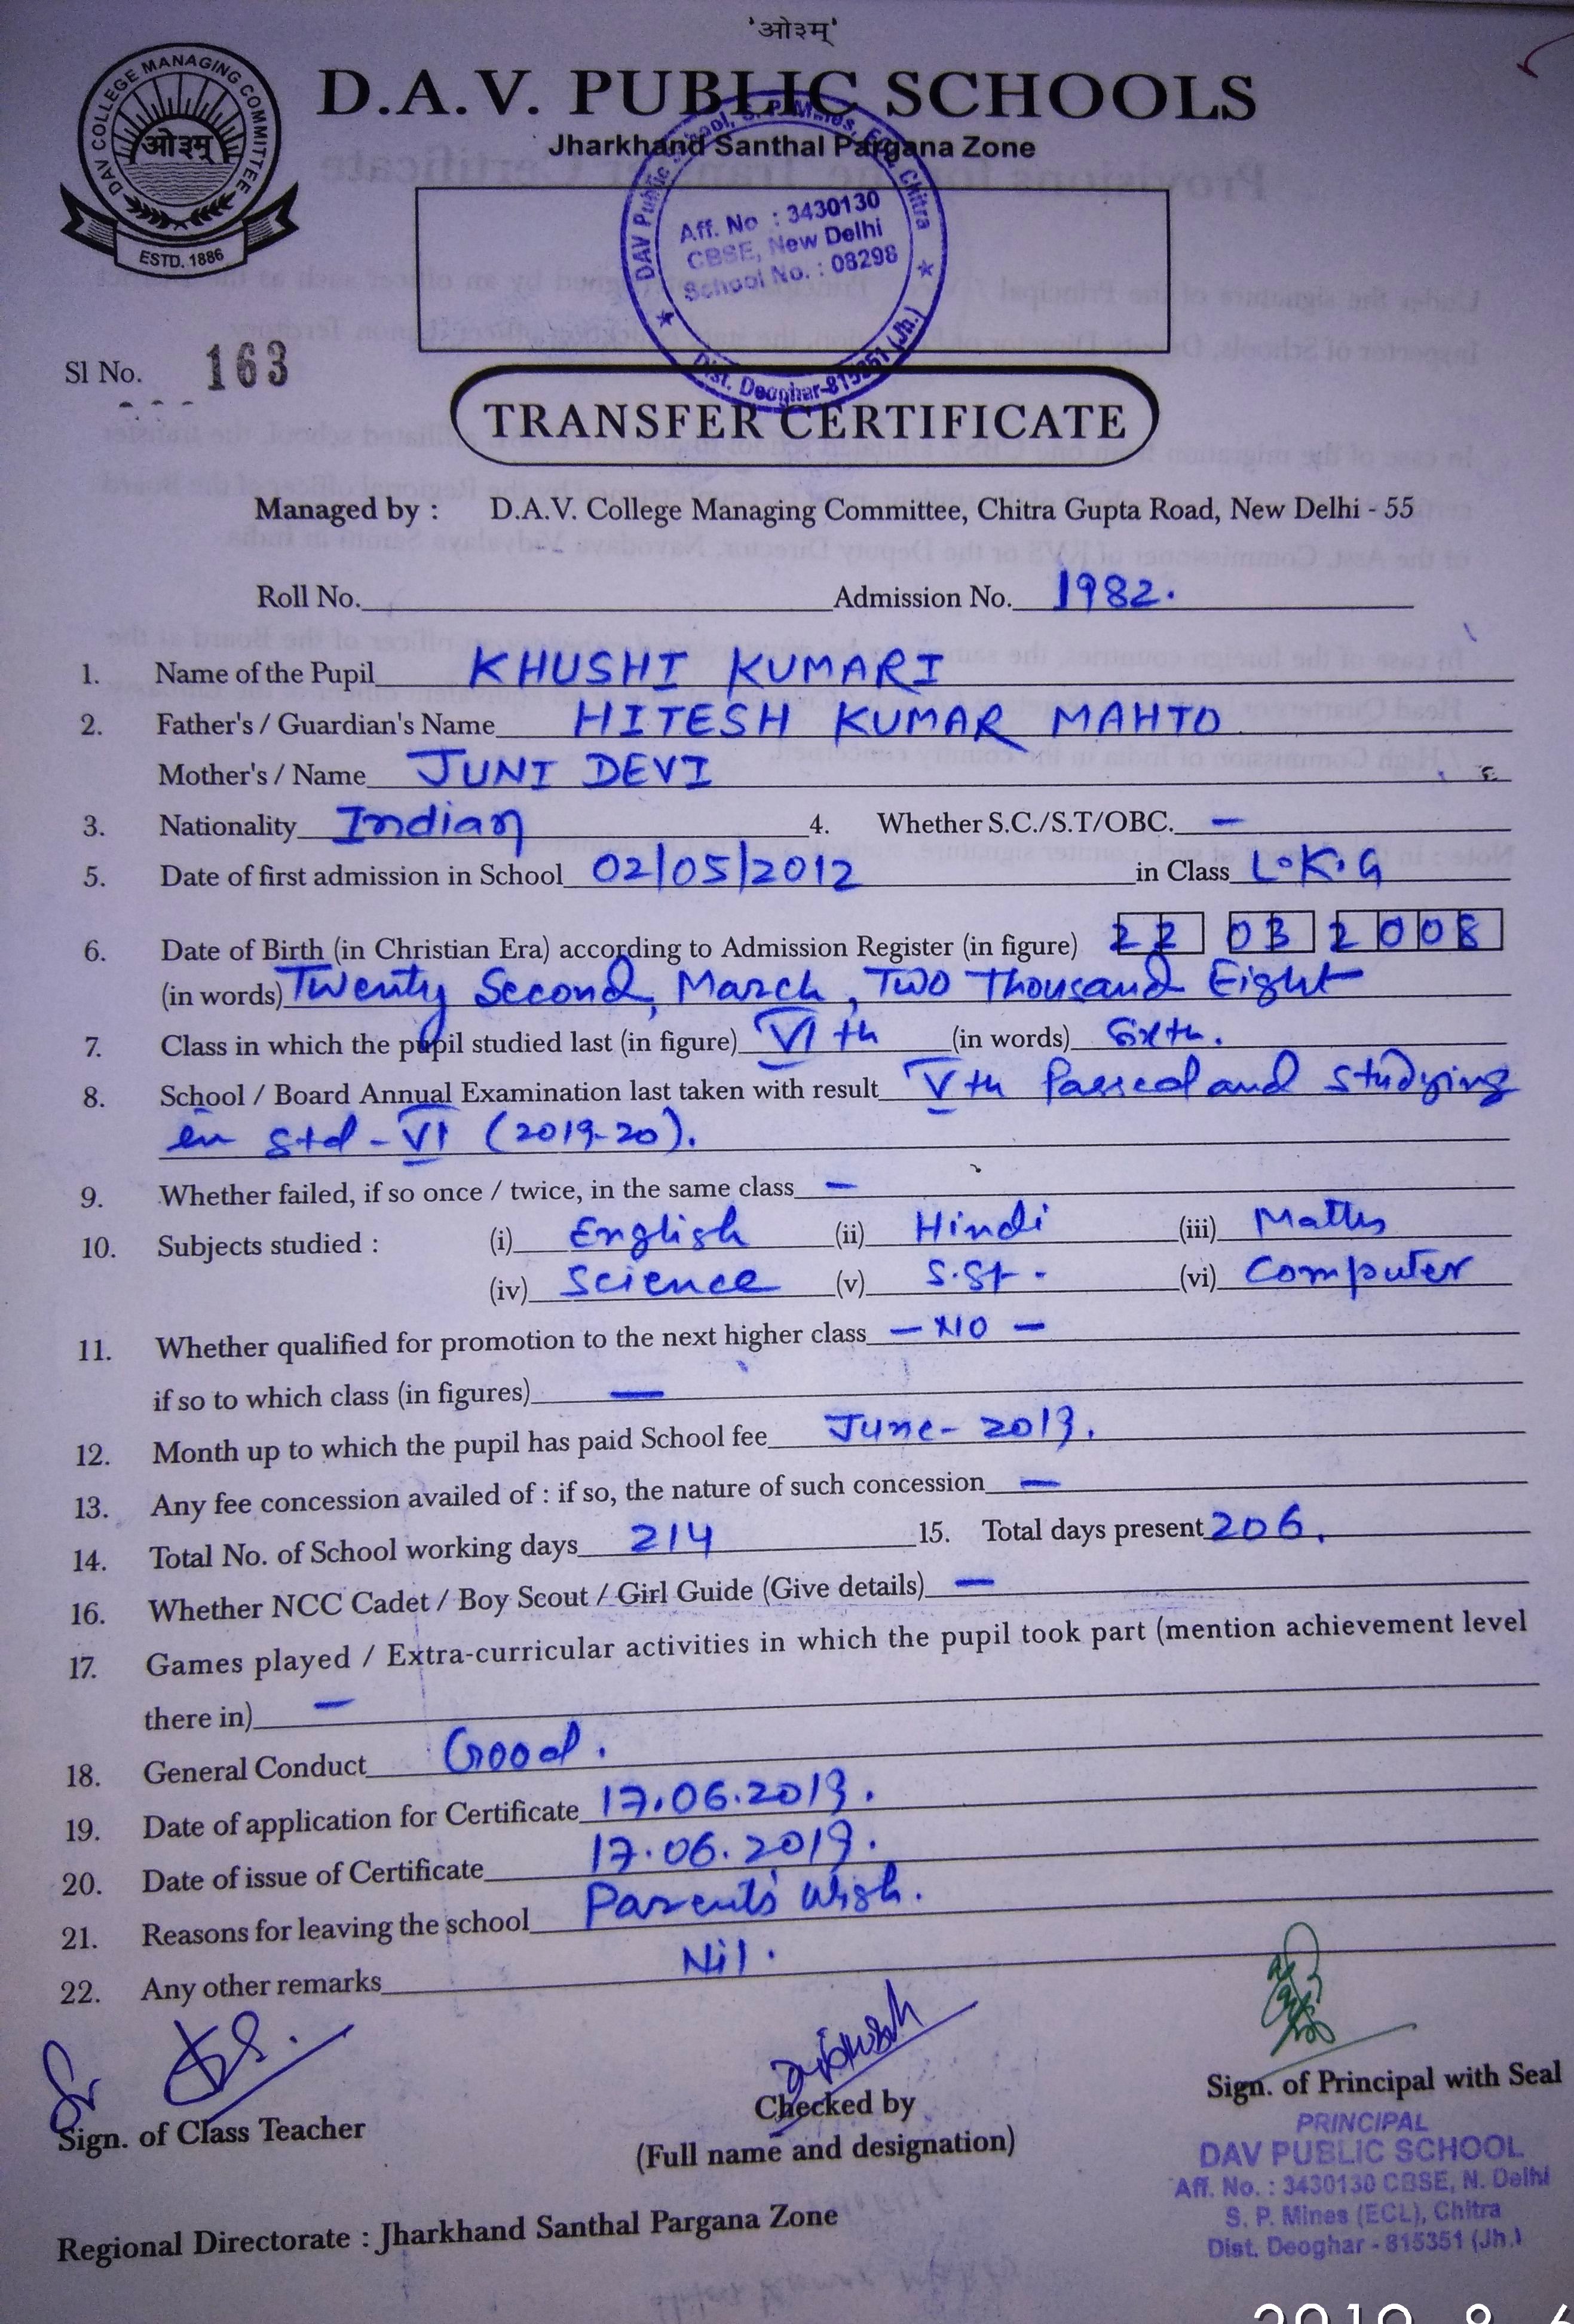 'ओ३म्'
DAV COLLEGE MANAGING COMMITTEE
ओ३म्
ESTD. 1886
D.A.V. PUBLIC SCHOOLS
Jharkhand Santhal Pargana Zone
DAV Public School, S. P. Mines, ECL, Chitra
Aff. No : 3430130
CBSE, New Delhi
School No. : 08298
Dist. Deoghar-815351 (Jh.)
Sl No. 163
TRANSFER CERTIFICATE
Managed by : D.A.V. College Managing Committee, Chitra Gupta Road, New Delhi - 55
Roll No. Admission No. 1982.
1. Name of the Pupil KHUSHI KUMARI
2. Father's / Guardian's Name HITESH KUMAR MAHTO
Mother's / Name JUNI DEVI
3. Nationality Indian 4. Whether S.C./S.T/OBC. —
5. Date of first admission in School 02/05/2012 in Class L.K.G
6. Date of Birth (in Christian Era) according to Admission Register (in figure) 22 03 2008
(in words) Twenty Second, March, Two Thousand Eight
7. Class in which the pupil studied last (in figure) VIth (in words) Sixth.
8. School / Board Annual Examination last taken with result Vth Passed and studying
in Std - VI (2019-20).
9. Whether failed, if so once / twice, in the same class —
10. Subjects studied : (i) English (ii) Hindi (iii) Maths
(iv) Science (v) S.St. (vi) Computer
11. Whether qualified for promotion to the next higher class — NO —
if so to which class (in figures) —
12. Month up to which the pupil has paid School fee June - 2019.
13. Any fee concession availed of : if so, the nature of such concession —
14. Total No. of School working days 214 15. Total days present 206.
16. Whether NCC Cadet / Boy Scout / Girl Guide (Give details) —
17. Games played / Extra-curricular activities in which the pupil took part (mention achievement level
there in) —
18. General Conduct Good.
19. Date of application for Certificate 17.06.2019.
20. Date of issue of Certificate 17.06.2019.
21. Reasons for leaving the school Parents wish.
22. Any other remarks Nil.
Sign. of Class Teacher
Checked by
(Full name and designation)
Sign. of Principal with Seal
PRINCIPAL
DAV PUBLIC SCHOOL
Aff. No. : 3430130 CBSE, N. Delhi
S. P. Mines (ECL), Chitra
Dist. Deoghar - 815351 (Jh.)
Regional Directorate : Jharkhand Santhal Pargana Zone